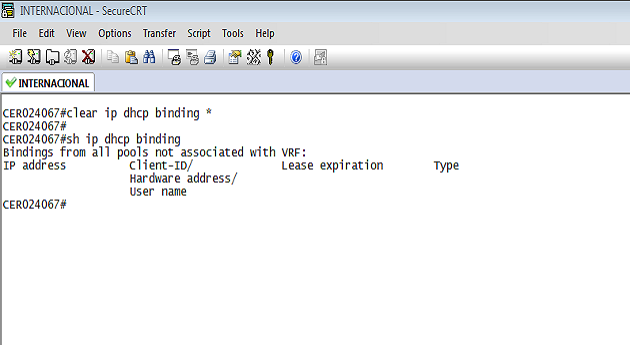 INTERNACIONAL - SecureCRT
File Edit View Options Transfer Script Tools Help
INTERNACIONAL
CER024067#clear ip dhcp binding *
CER024067#
CER024067#sh ip dhcp binding
Bindings from all pools not associated with VRF:
IP address Client-ID/ Lease expiration Type
Hardware address/
User name
CER024067#